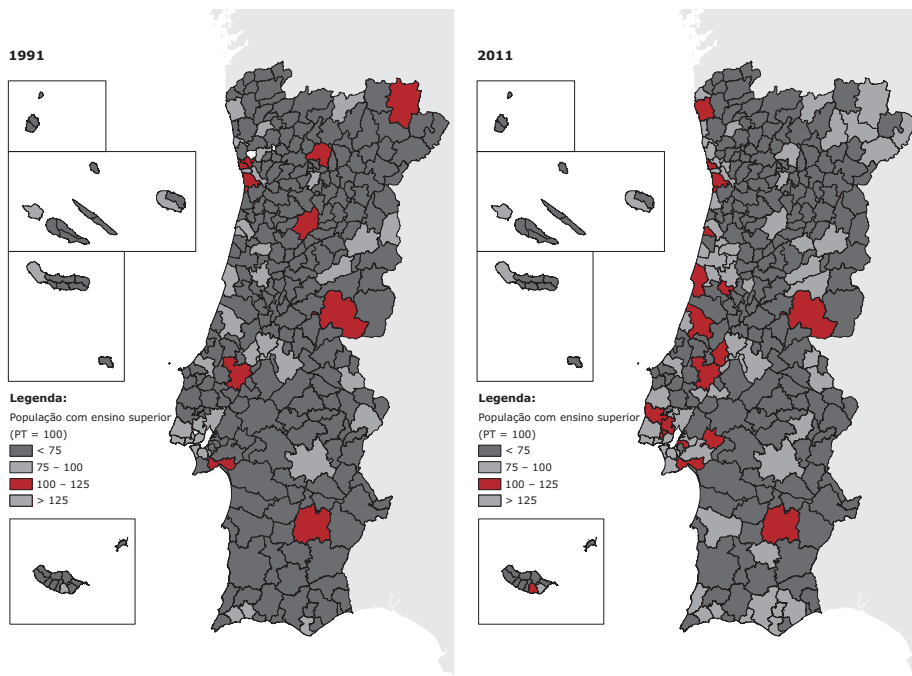 1991
Legenda:
População com ensino superior
(PT = 100)
< 75
75 – 100
100 – 125
> 125
2011
Legenda:
População com ensino superior
(PT = 100)
< 75
75 – 100
100 – 125
> 125